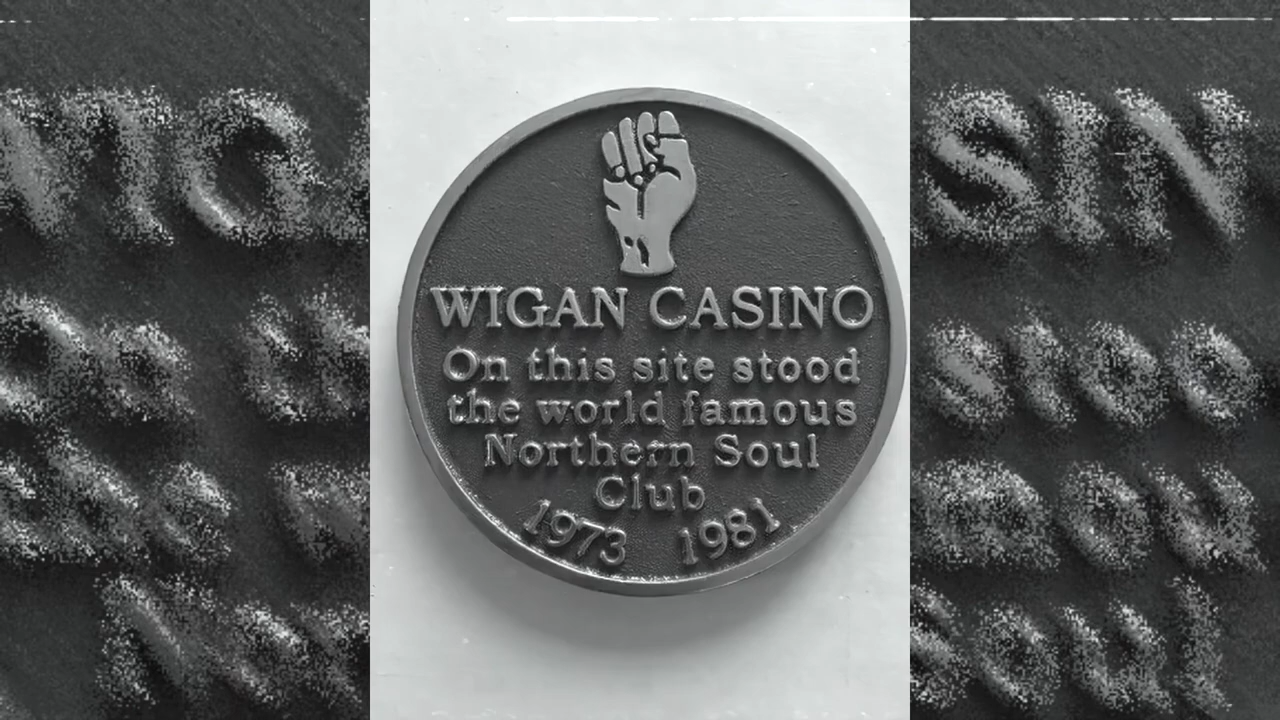 WIGAN CASINO
On this site stood
the world famous
Northern Soul
Club
1973 1981